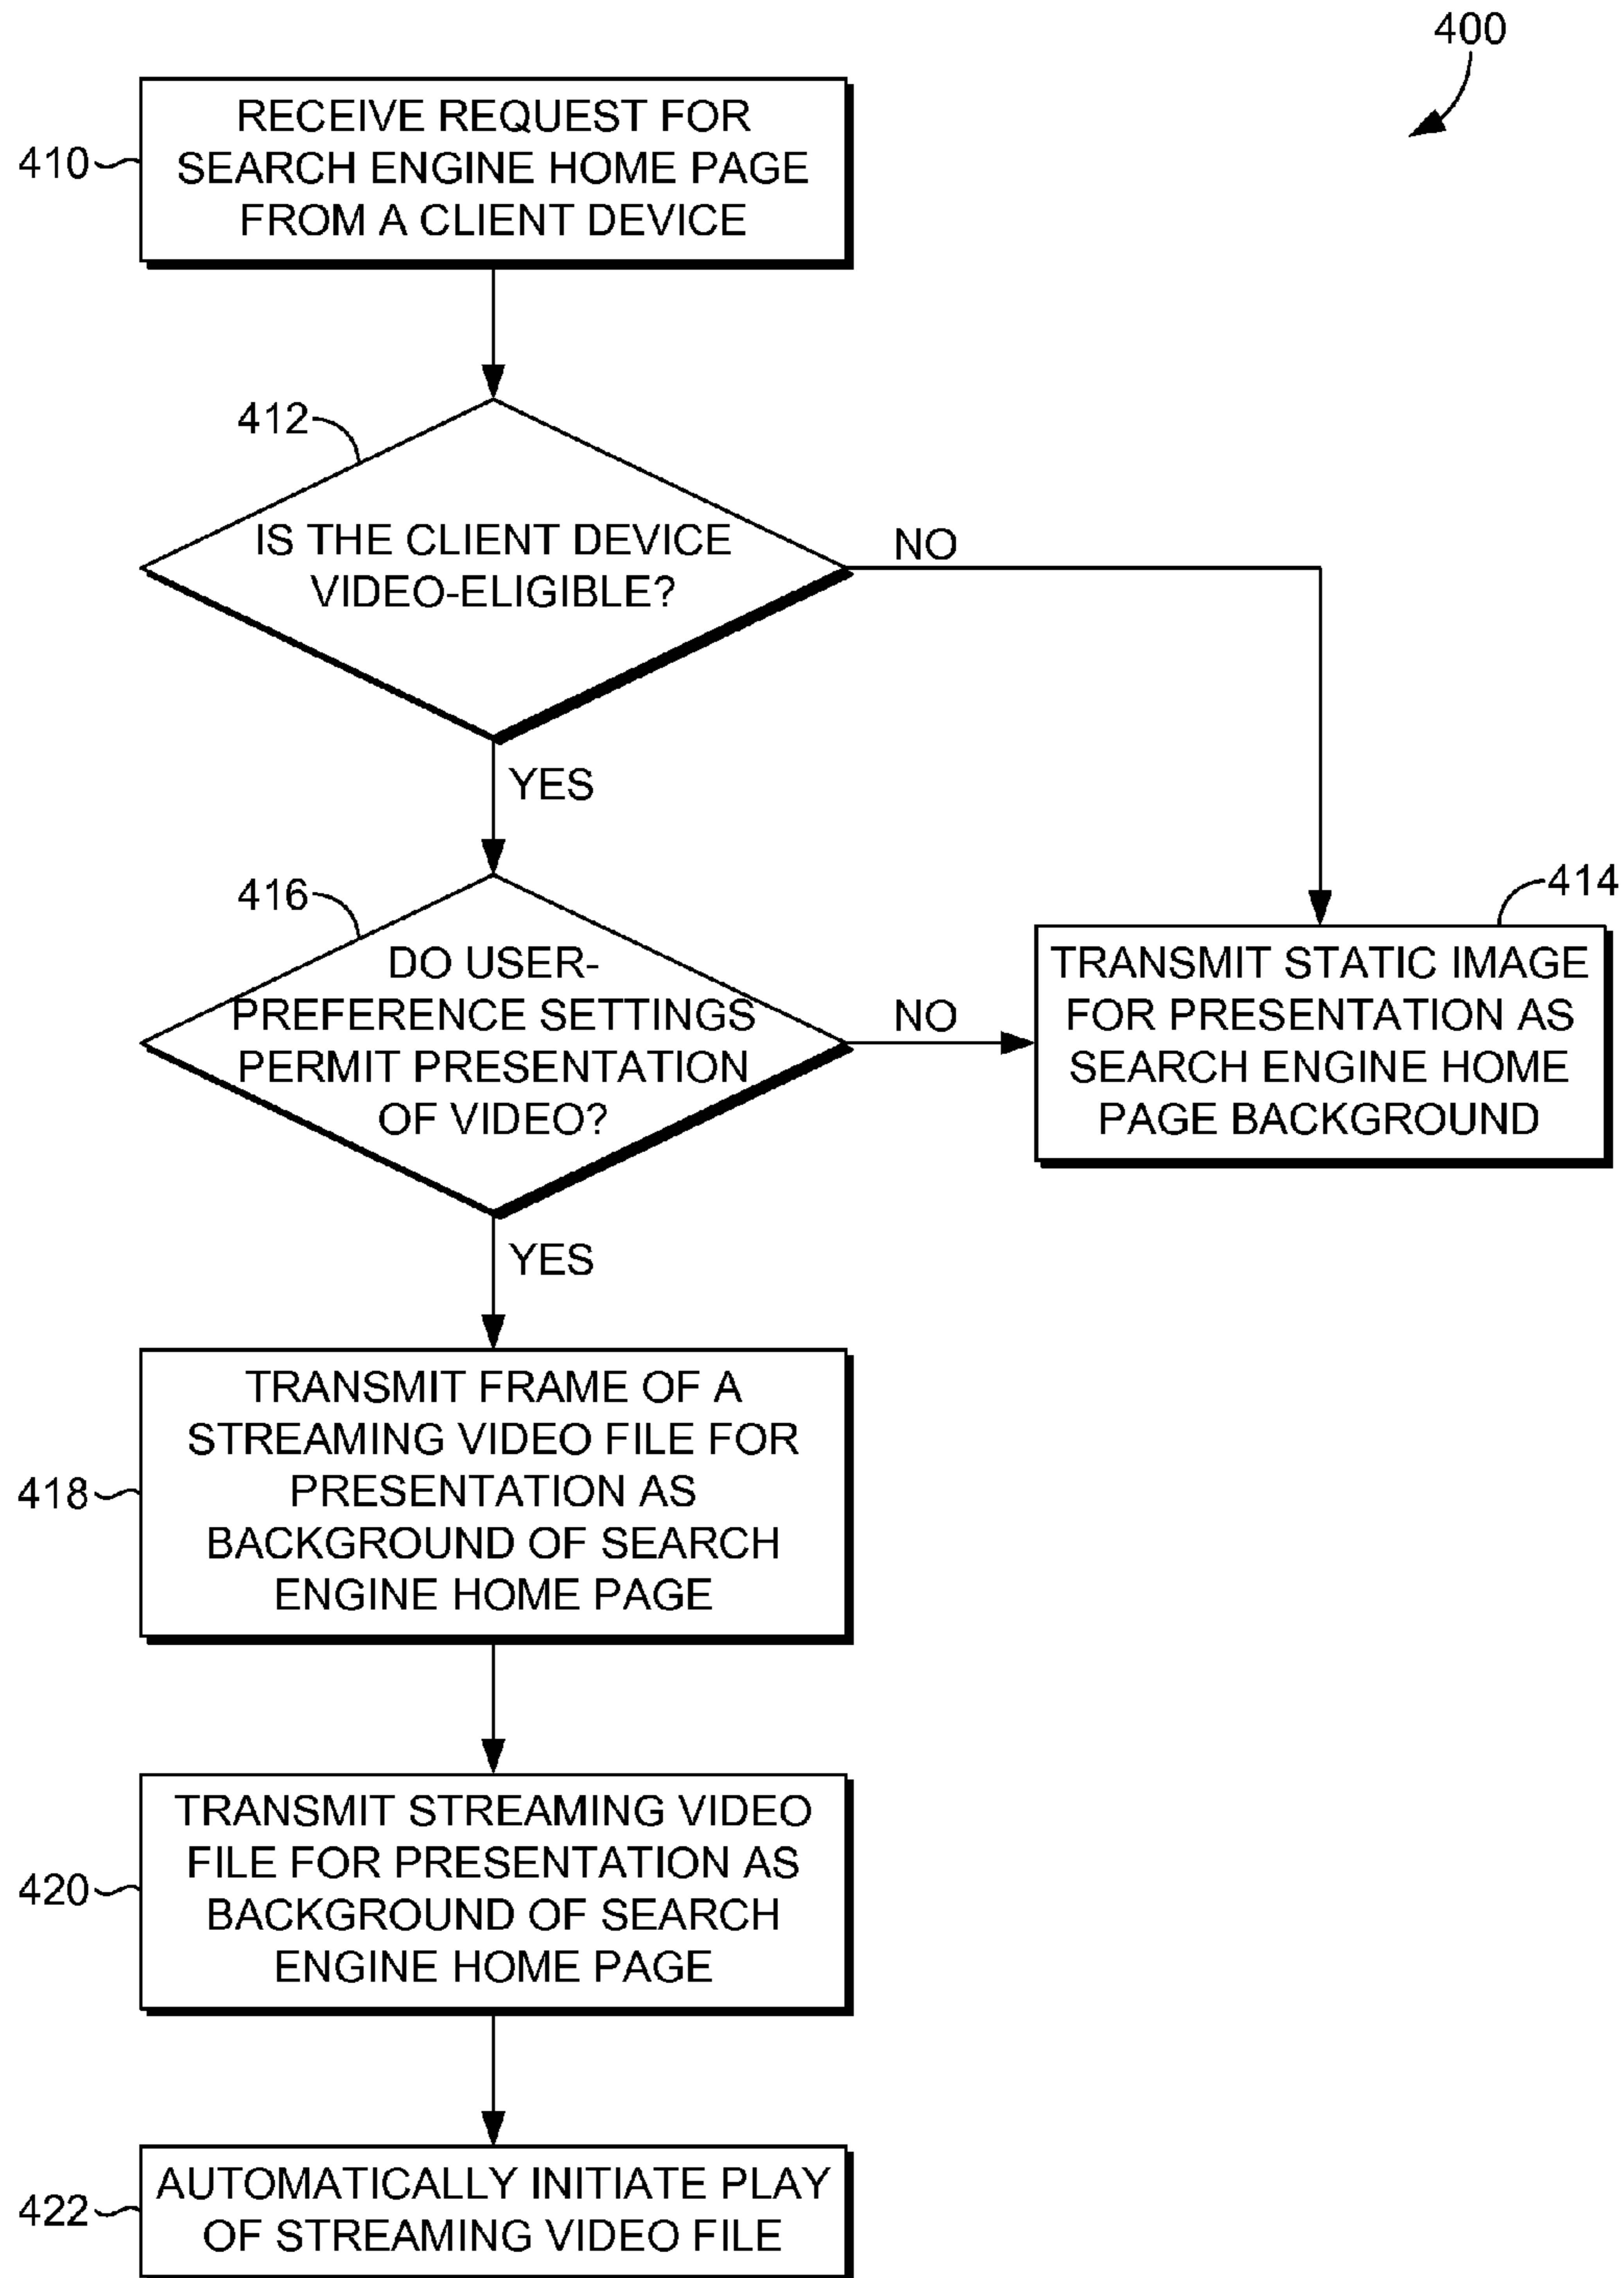 400
410
RECEIVE REQUEST FOR
SEARCH ENGINE HOME PAGE
FROM A CLIENT DEVICE
412
IS THE CLIENT DEVICE
VIDEO-ELIGIBLE?
NO
YES
416
DO USER-
PREFERENCE SETTINGS
PERMIT PRESENTATION
OF VIDEO?
NO
414
TRANSMIT STATIC IMAGE
FOR PRESENTATION AS
SEARCH ENGINE HOME
PAGE BACKGROUND
YES
418
TRANSMIT FRAME OF A
STREAMING VIDEO FILE FOR
PRESENTATION AS
BACKGROUND OF SEARCH
ENGINE HOME PAGE
420
TRANSMIT STREAMING VIDEO
FILE FOR PRESENTATION AS
BACKGROUND OF SEARCH
ENGINE HOME PAGE
422
AUTOMATICALLY INITIATE PLAY
OF STREAMING VIDEO FILE